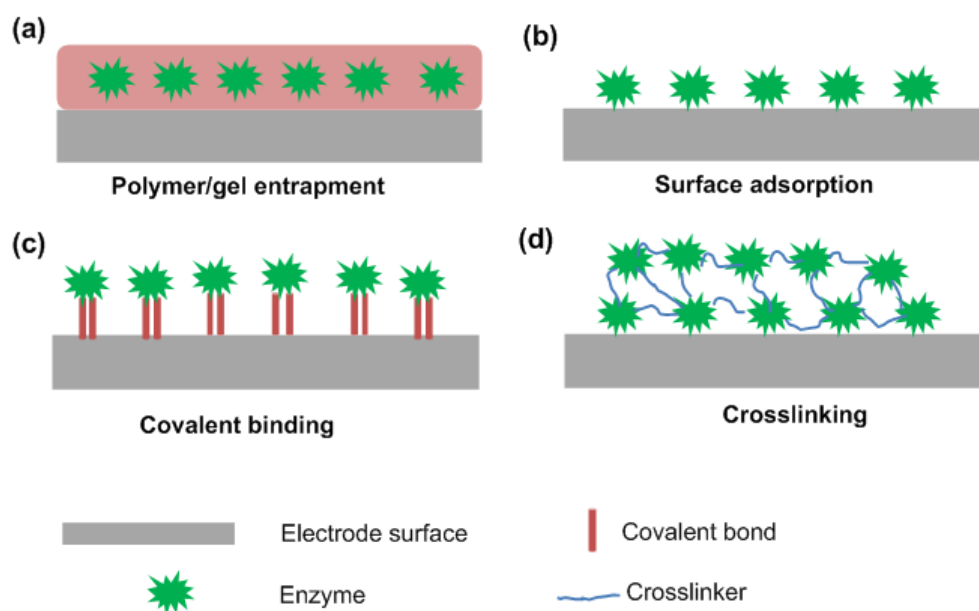 (a)
Polymer/gel entrapment
(b)
Surface adsorption
(c)
Covalent binding
(d)
Crosslinking
Electrode surface
Covalent bond
Enzyme
Crosslinker